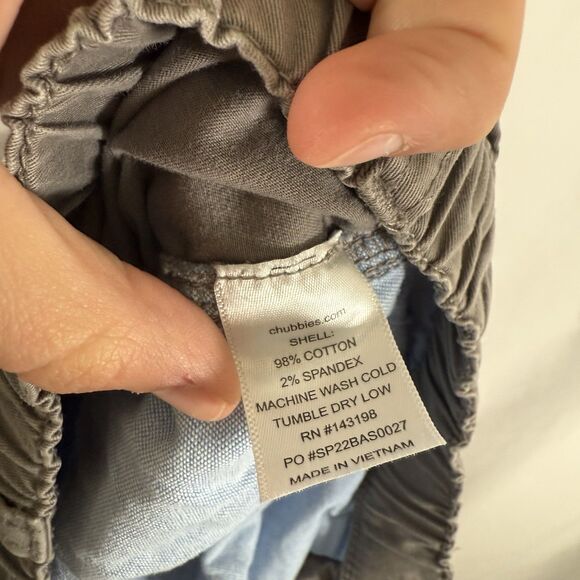 chubbies.com
SHELL:
98% COTTON
2% SPANDEX
MACHINE WASH COLD
TUMBLE DRY LOW
RN #143198
PO #SP22BAS0027
MADE IN VIETNAM